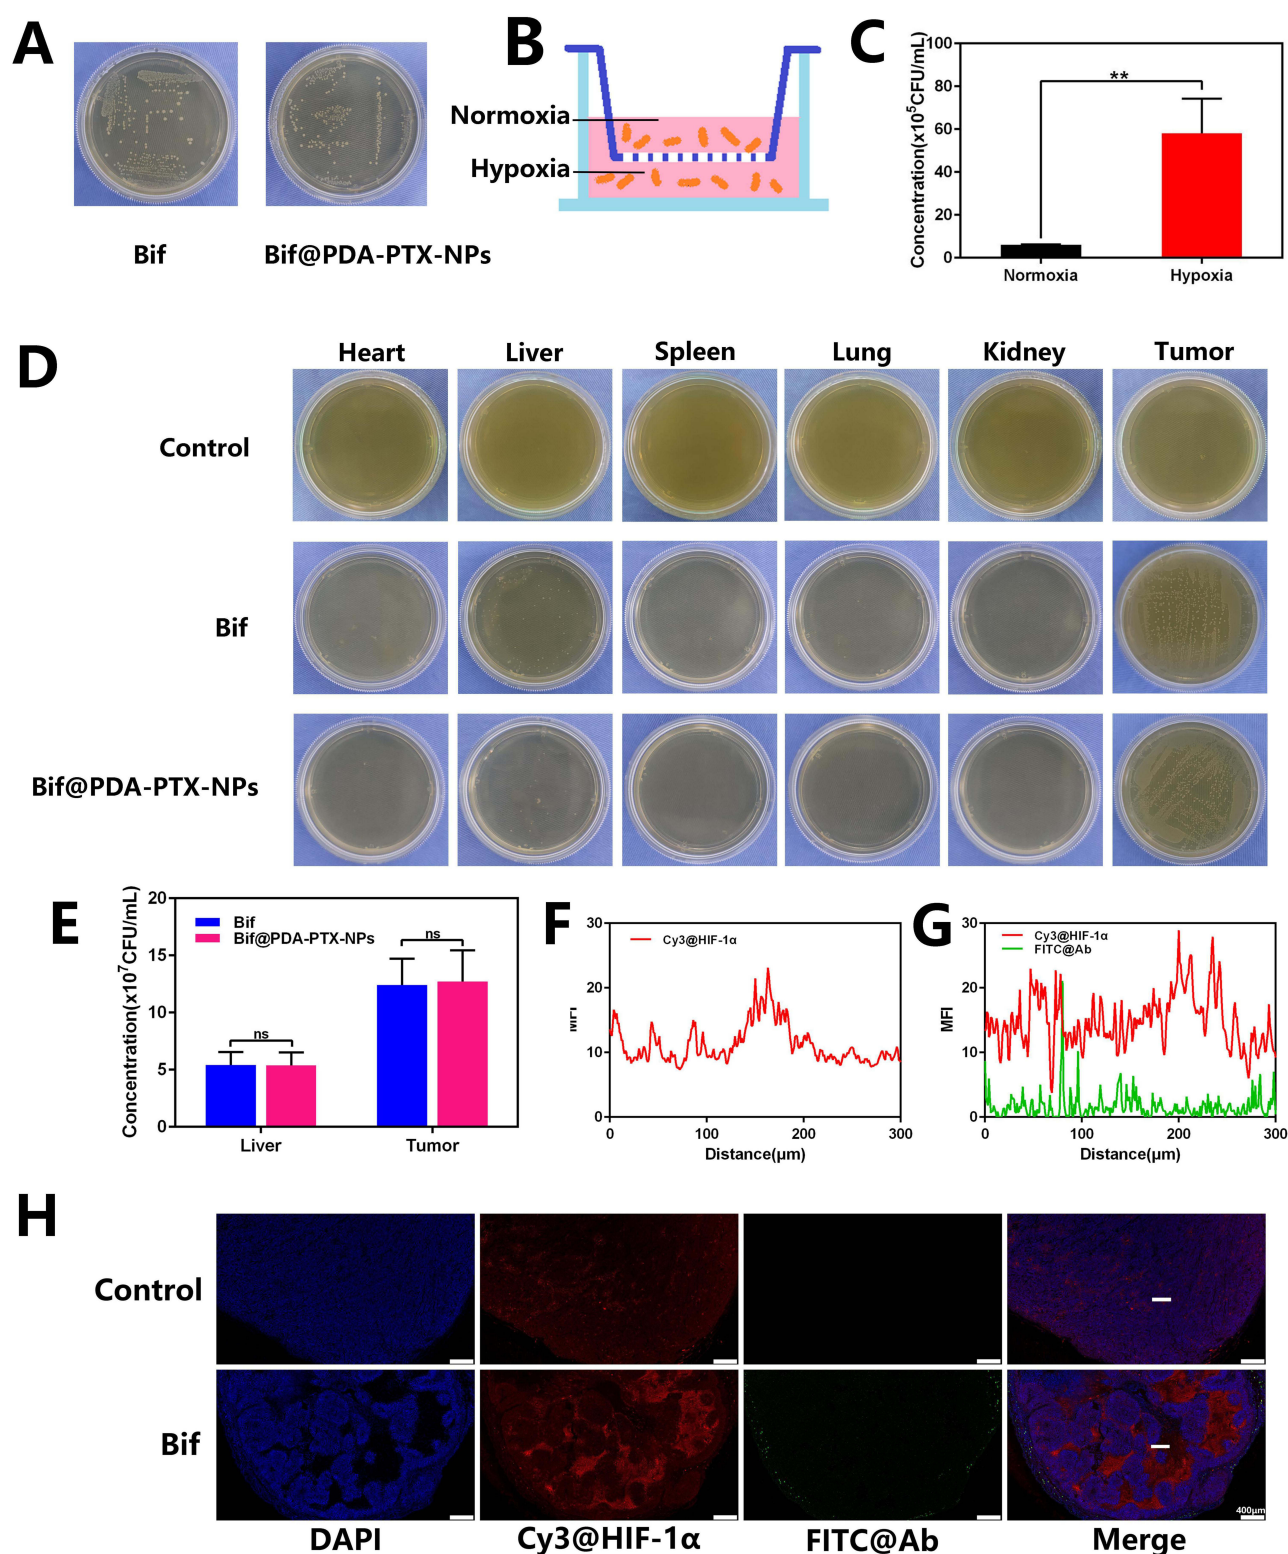 A
Bif
Bif@PDA-PTX-NPs
B
Normoxia
Hypoxia
C
Concentration(x10⁵CFU/mL)
100
80
60
40
20
0
**
Normoxia
Hypoxia
D
Heart
Liver
Spleen
Lung
Kidney
Tumor
Control
Bif
Bif@PDA-PTX-NPs
E
Concentration(x10⁷CFU/mL)
20
15
10
5
0
Bif
Bif@PDA-PTX-NPs
ns
ns
Liver
Tumor
F
MFI
30
20
10
0
Cy3@HIF-1α
0
100
200
300
Distance(μm)
G
MFI
30
20
10
0
Cy3@HIF-1α
FITC@Ab
0
100
200
300
Distance(μm)
H
Control
Bif
400μm
DAPI
Cy3@HIF-1α
FITC@Ab
Merge